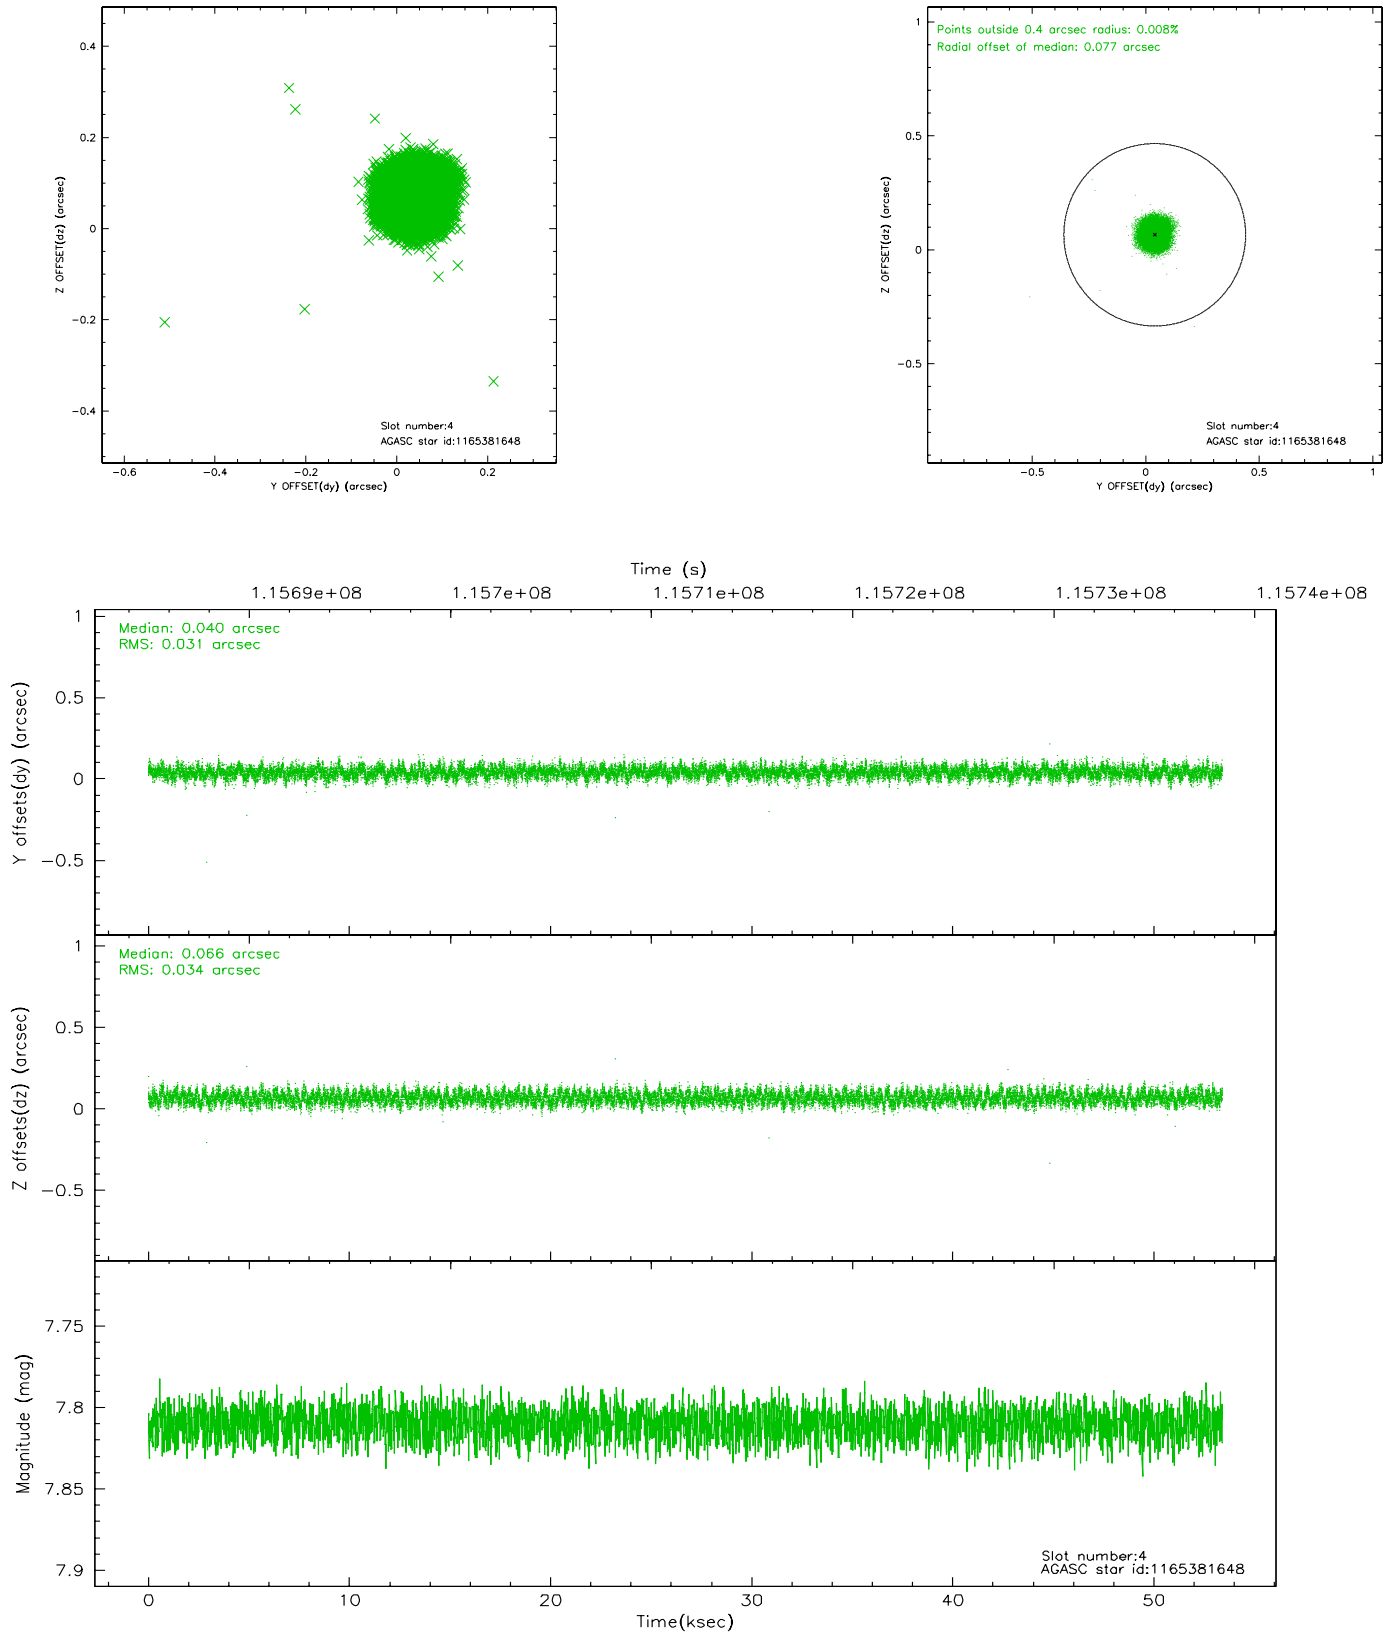 0.4
0.2
0
−0.2
−0.4
Z OFFSET(dz) (arcsec)
Slot number:4
AGASC star id:1165381648
−0.6 −0.4 −0.2 0 0.2
Y OFFSET(dy) (arcsec)
1
0.5
0
−0.5
Z OFFSET(dz) (arcsec)
Points outside 0.4 arcsec radius: 0.008%
Radial offset of median: 0.077 arcsec
Slot number:4
AGASC star id:1165381648
−0.5 0 0.5 1
Y OFFSET(dy) (arcsec)
Time (s)
1.1569e+08 1.157e+08 1.1571e+08 1.1572e+08 1.1573e+08 1.1574e+08
1
0.5
0
−0.5
Y offsets(dy) (arcsec)
Median: 0.040 arcsec
RMS: 0.031 arcsec
1
0.5
0
−0.5
Z offsets(dz) (arcsec)
Median: 0.066 arcsec
RMS: 0.034 arcsec
7.75
7.8
7.85
7.9
Magnitude (mag)
Slot number:4
AGASC star id:1165381648
0 10 20 30 40 50
Time(ksec)